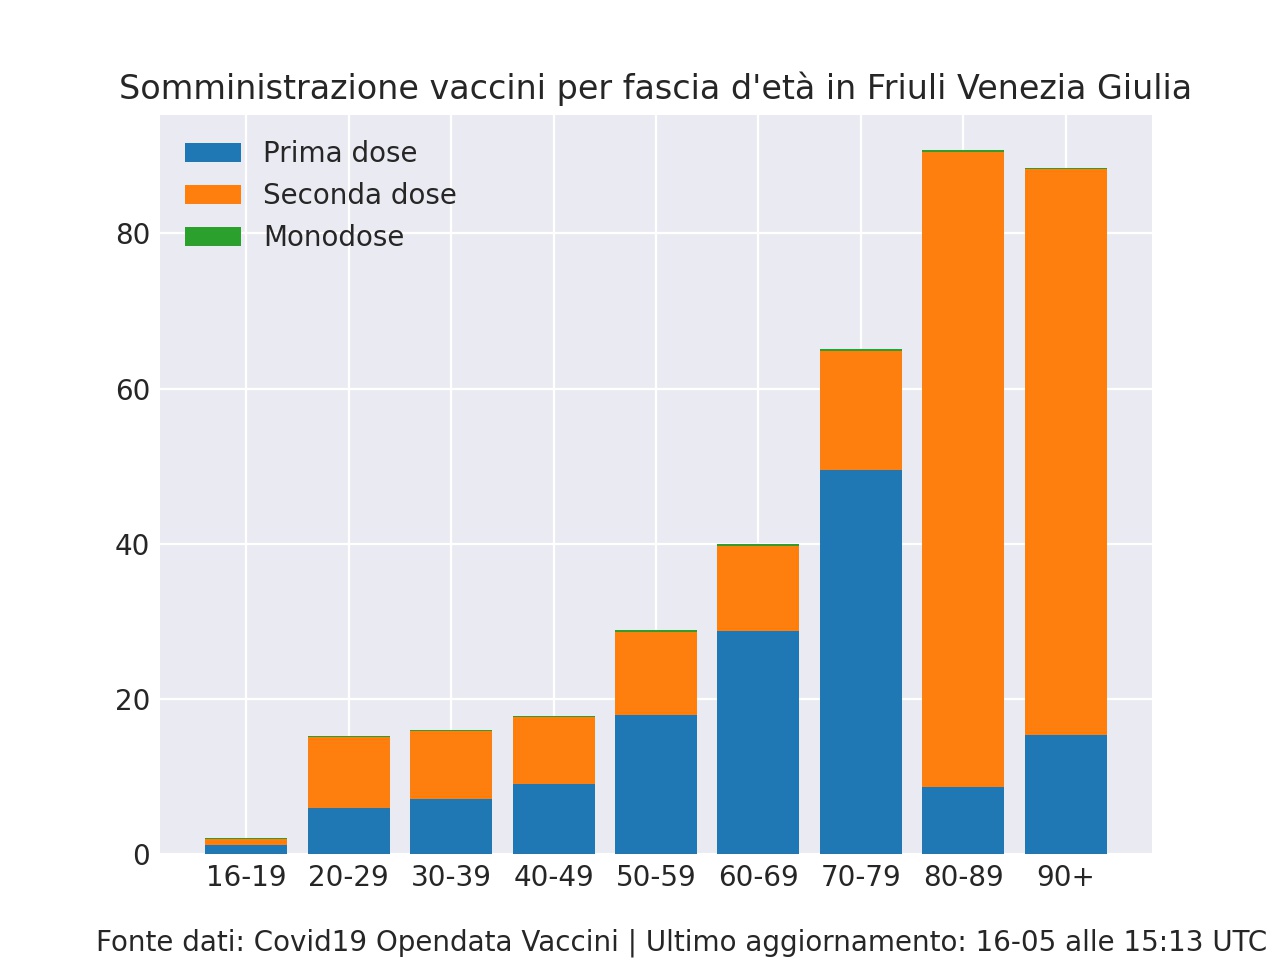 Somministrazione vaccini per fascia d'età in Friuli Venezia Giulia
Prima dose
Seconda dose
Monodose
80
60
40
20
0
16-19 20-29 30-39 40-49 50-59 60-69 70-79 80-89 90+
Fonte dati: Covid19 Opendata Vaccini | Ultimo aggiornamento: 16-05 alle 15:13 UTC